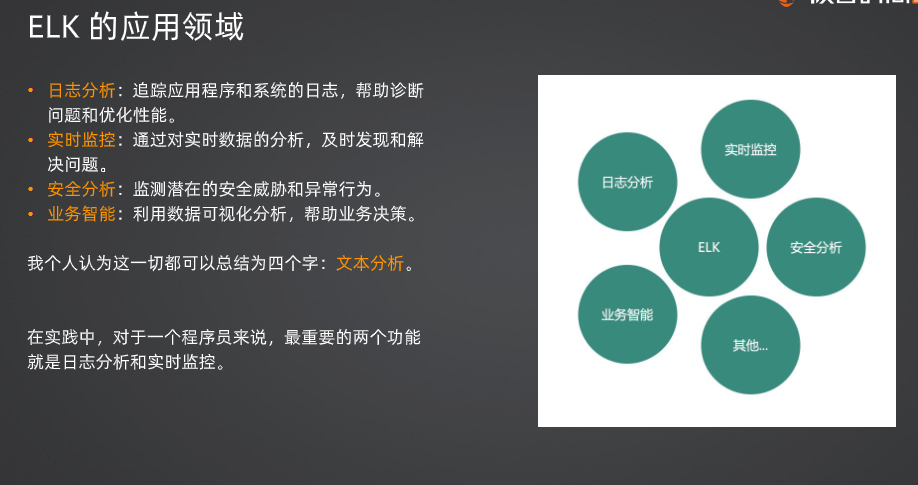 ELK 的应用领域
• 日志分析：追踪应用程序和系统的日志，帮助诊断
问题和优化性能。
• 实时监控：通过对实时数据的分析，及时发现和解
决问题。
• 安全分析：监测潜在的安全威胁和异常行为。
• 业务智能：利用数据可视化分析，帮助业务决策。
我个人认为这一切都可以总结为四个字：文本分析。
在实践中，对于一个程序员来说，最重要的两个功能
就是日志分析和实时监控。
实时监控
日志分析
ELK
安全分析
业务智能
其他...